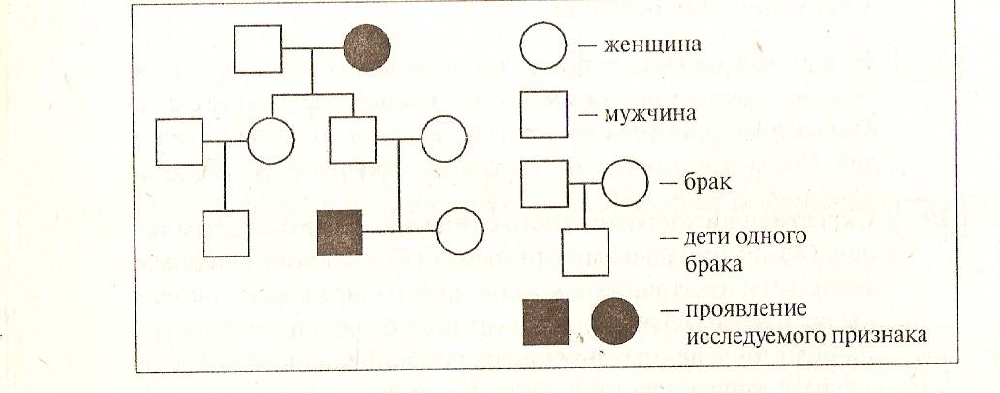 — женщина
— мужчина
— брак
— дети одного
брака
— проявление
исследуемого признака